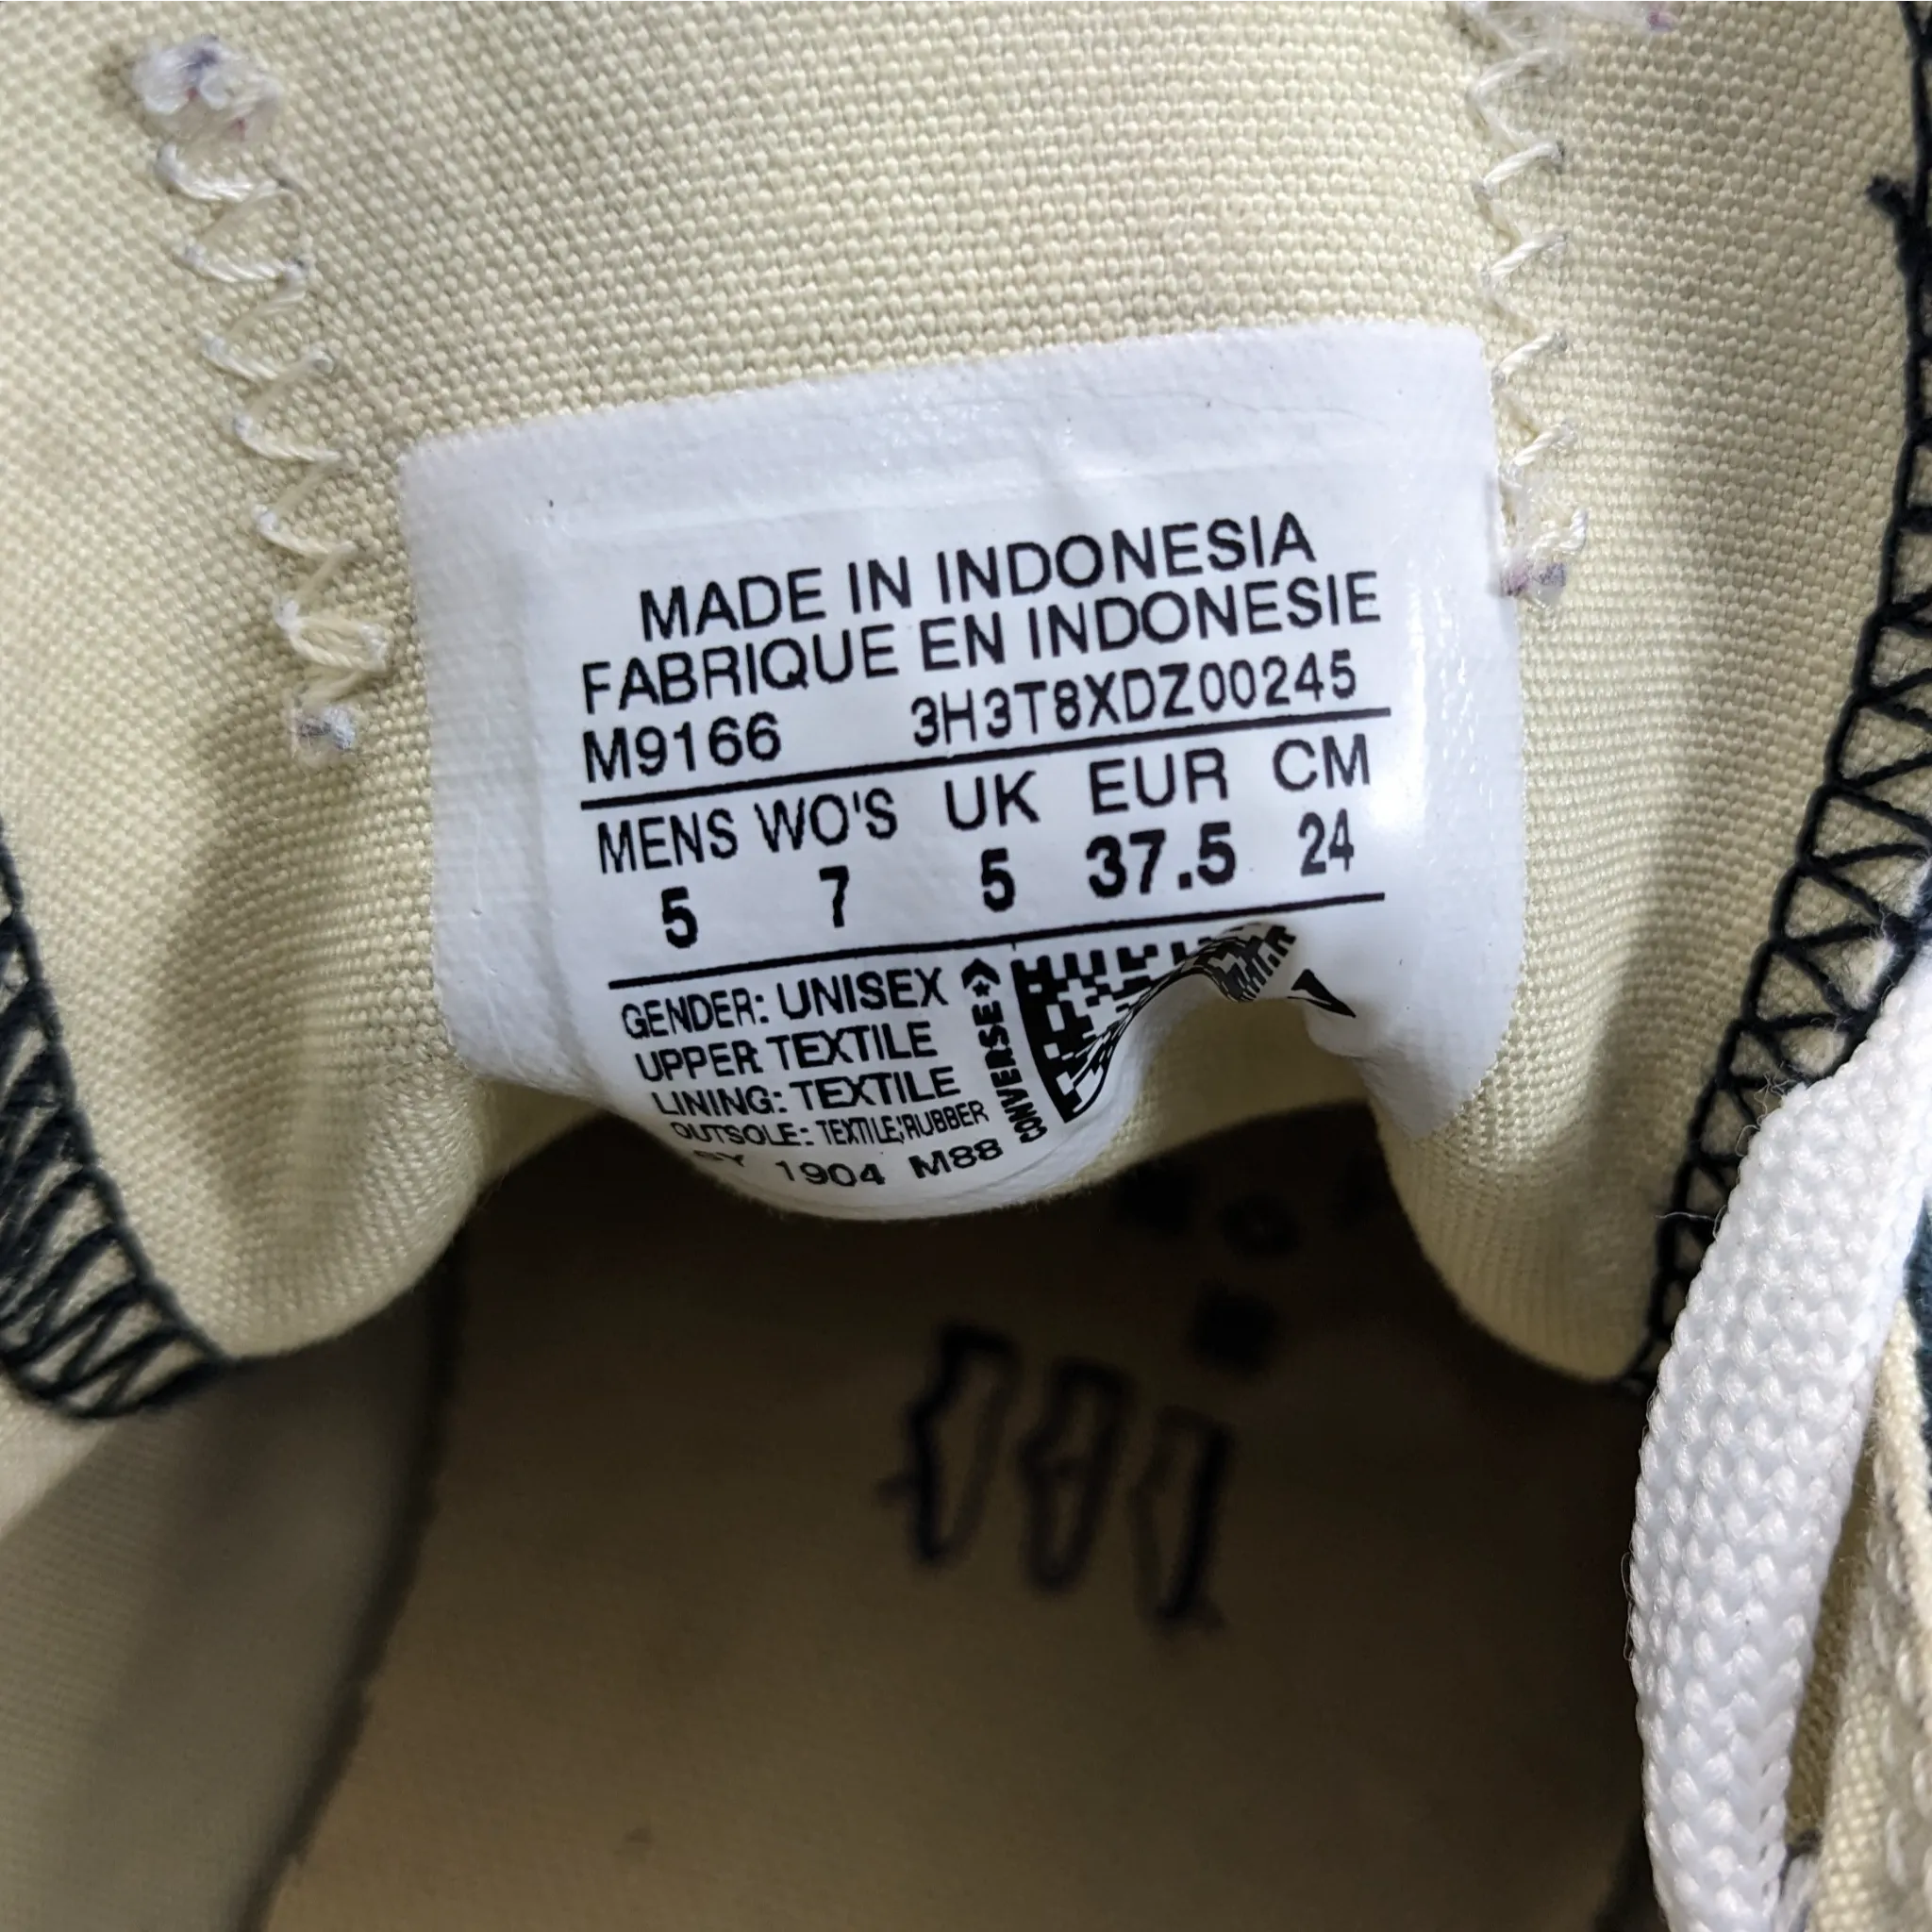 MADE IN INDONESIA
FABRIQUE EN INDONESIE
M9166 3H3T8XDZ00245
MENS WO'S UK EUR CM
5 7 5 37.5 24
GENDER: UNISEX
UPPER TEXTILE
LINING: TEXTILE
OUTSOLE: TEXTILE;RUBBER
1904 M88
CONVERSE